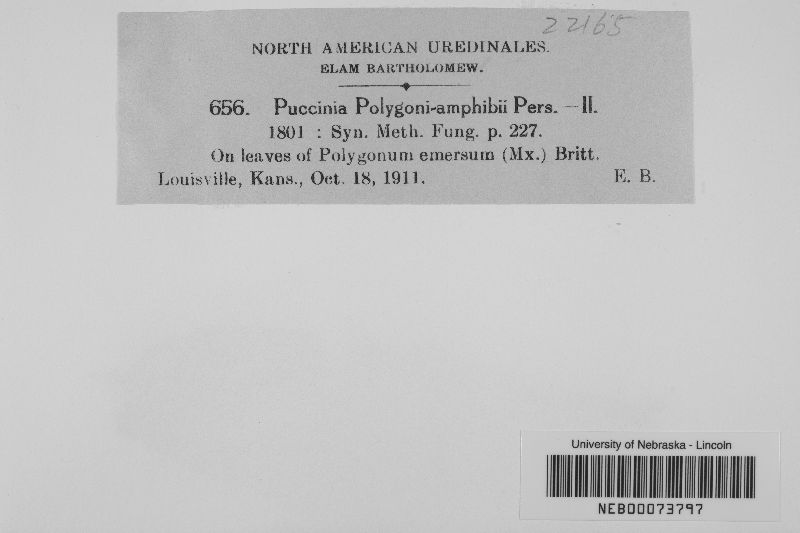 22165
NORTH AMERICAN UREDINALES.
ELAM BARTHOLOMEW.
656. Puccinia Polygoni-amphibii Pers. — II.
1801 : Syn. Meth. Fung. p. 227.
On leaves of Polygonum emersum (Mx.) Britt.
Louisville, Kans., Oct. 18, 1911. E. B.
University of Nebraska - Lincoln
NEB00073797